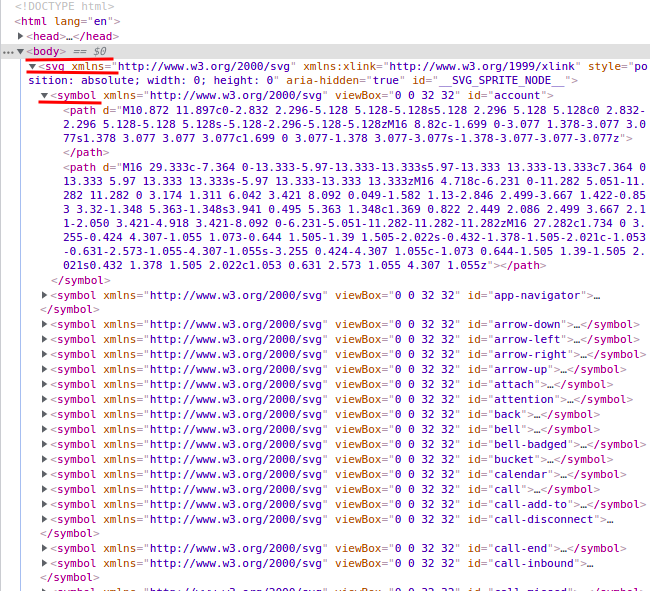 <!DOCTYPE html>
<html lang="en">
▶<head>…</head>
…▼<body> == $0
▼<svg xmlns="http://www.w3.org/2000/svg" xmlns:xlink="http://www.w3.org/1999/xlink" style="po
sition: absolute; width: 0; height: 0" aria-hidden="true" id="__SVG_SPRITE_NODE__">
▼<symbol xmlns="http://www.w3.org/2000/svg" viewBox="0 0 32 32" id="account">
<path d="M10.872 11.897c0-2.832 2.296-5.128 5.128-5.128s5.128 2.296 5.128 5.128c0 2.832-
2.296 5.128-5.128 5.128s-5.128-2.296-5.128-5.128zM16 8.82c-1.699 0-3.077 1.378-3.077 3.0
77s1.378 3.077 3.077 3.077c1.699 0 3.077-1.378 3.077-3.077s-1.378-3.077-3.077-3.077z">
</path>
<path d="M16 29.333c-7.364 0-13.333-5.97-13.333-13.333s5.97-13.333 13.333-13.333c7.364 0
13.333 5.97 13.333 13.333s-5.97 13.333-13.333 13.333zM16 4.718c-6.231 0-11.282 5.051-11.
282 11.282 0 3.174 1.311 6.042 3.421 8.092 0.049-1.582 1.13-2.846 2.499-3.667 1.422-0.85
3 3.32-1.348 5.363-1.348s3.941 0.495 5.363 1.348c1.369 0.822 2.449 2.086 2.499 3.667 2.1
1-2.050 3.421-4.918 3.421-8.092 0-6.231-5.051-11.282-11.282-11.282zM16 27.282c1.734 0 3.
255-0.424 4.307-1.055 1.073-0.644 1.505-1.39 1.505-2.022s-0.432-1.378-1.505-2.021c-1.053
-0.631-2.573-1.055-4.307-1.055s-3.255 0.424-4.307 1.055c-1.073 0.644-1.505 1.39-1.505 2.
021s0.432 1.378 1.505 2.022c1.053 0.631 2.573 1.055 4.307 1.055z"></path>
</symbol>
▶<symbol xmlns="http://www.w3.org/2000/svg" viewBox="0 0 32 32" id="app-navigator">…
</symbol>
▶<symbol xmlns="http://www.w3.org/2000/svg" viewBox="0 0 32 32" id="arrow-down">…</symbol>
▶<symbol xmlns="http://www.w3.org/2000/svg" viewBox="0 0 32 32" id="arrow-left">…</symbol>
▶<symbol xmlns="http://www.w3.org/2000/svg" viewBox="0 0 32 32" id="arrow-right">…</symbol>
▶<symbol xmlns="http://www.w3.org/2000/svg" viewBox="0 0 32 32" id="arrow-up">…</symbol>
▶<symbol xmlns="http://www.w3.org/2000/svg" viewBox="0 0 32 32" id="attach">…</symbol>
▶<symbol xmlns="http://www.w3.org/2000/svg" viewBox="0 0 32 32" id="attention">…</symbol>
▶<symbol xmlns="http://www.w3.org/2000/svg" viewBox="0 0 32 32" id="back">…</symbol>
▶<symbol xmlns="http://www.w3.org/2000/svg" viewBox="0 0 32 32" id="bell">…</symbol>
▶<symbol xmlns="http://www.w3.org/2000/svg" viewBox="0 0 32 32" id="bell-badged">…</symbol>
▶<symbol xmlns="http://www.w3.org/2000/svg" viewBox="0 0 32 32" id="bucket">…</symbol>
▶<symbol xmlns="http://www.w3.org/2000/svg" viewBox="0 0 32 32" id="calendar">…</symbol>
▶<symbol xmlns="http://www.w3.org/2000/svg" viewBox="0 0 32 32" id="call">…</symbol>
▶<symbol xmlns="http://www.w3.org/2000/svg" viewBox="0 0 32 32" id="call-add-to">…</symbol>
▶<symbol xmlns="http://www.w3.org/2000/svg" viewBox="0 0 32 32" id="call-disconnect">…
</symbol>
▶<symbol xmlns="http://www.w3.org/2000/svg" viewBox="0 0 32 32" id="call-end">…</symbol>
▶<symbol xmlns="http://www.w3.org/2000/svg" viewBox="0 0 32 32" id="call-inbound">…
</symbol>